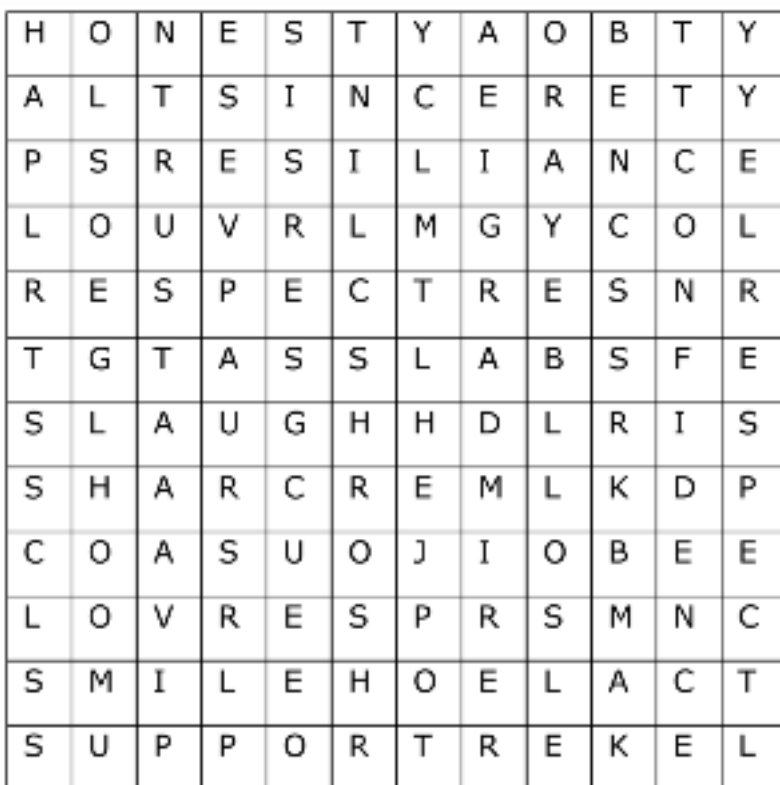 H O N E S T Y A O B T Y
A L T S I N C E R E T Y
P S R E S I L I A N C E
L O U V R L M G Y C O L
R E S P E C T R E S N R
T G T A S S L A B S F E
S L A U G H H D L R I S
S H A R C R E M L K D P
C O A S U O J I O B E E
L O V R E S P R S M N C
S M I L E H O E L A C T
S U P P O R T R E K E L